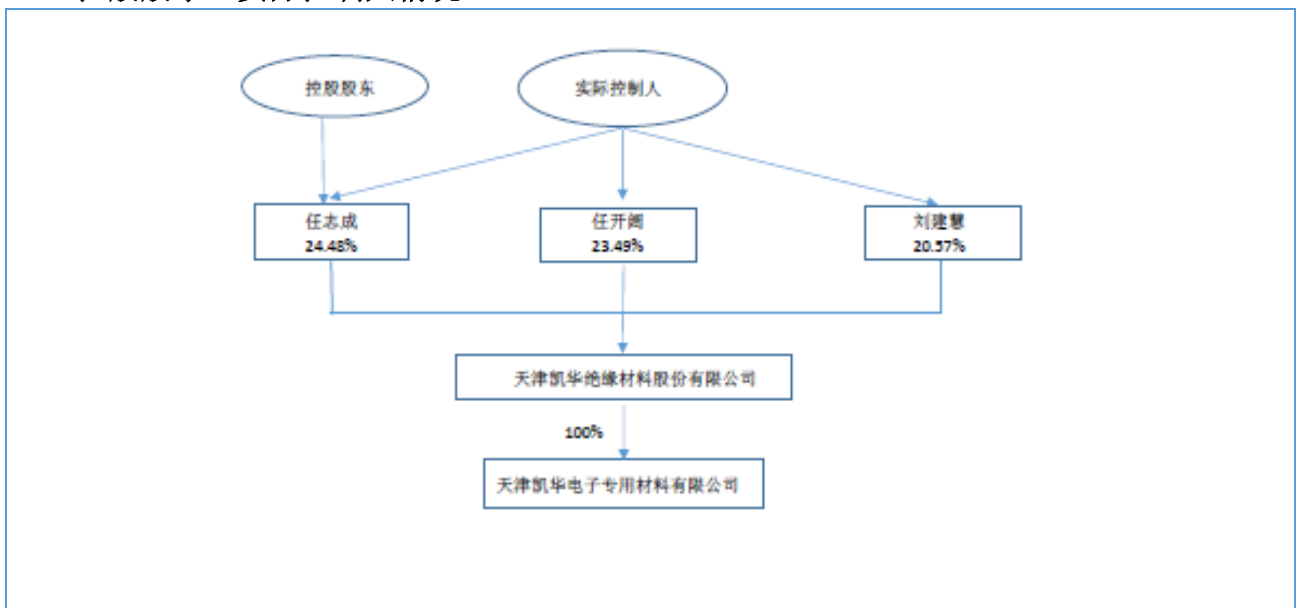 控股股东
实际控制人
任志成
24.48%
任开阔
23.49%
刘建慧
20.57%
天津凯华绝缘材料股份有限公司
100%
天津凯华电子专用材料有限公司